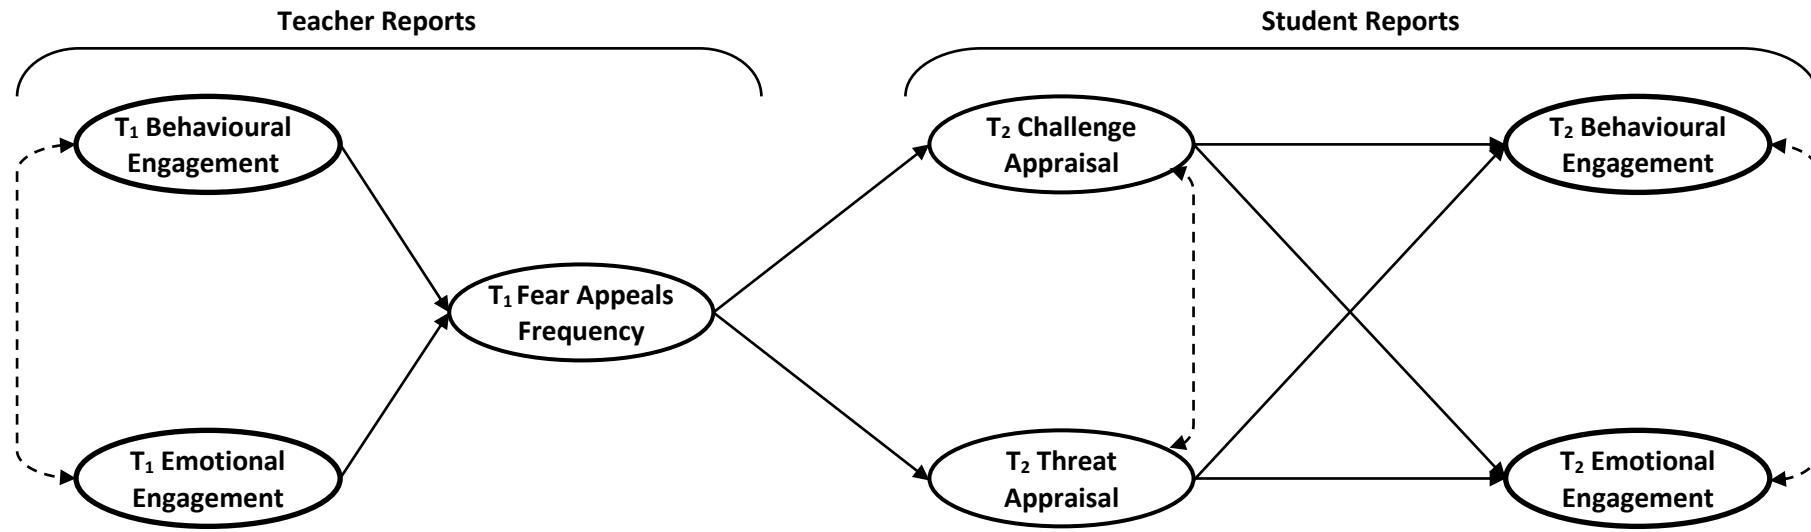 Teacher Reports
Student Reports
T₁ Behavioural
Engagement
T₂ Challenge
Appraisal
T₂ Behavioural
Engagement
T₁ Fear Appeals
Frequency
T₁ Emotional
Engagement
T₂ Threat
Appraisal
T₂ Emotional
Engagement